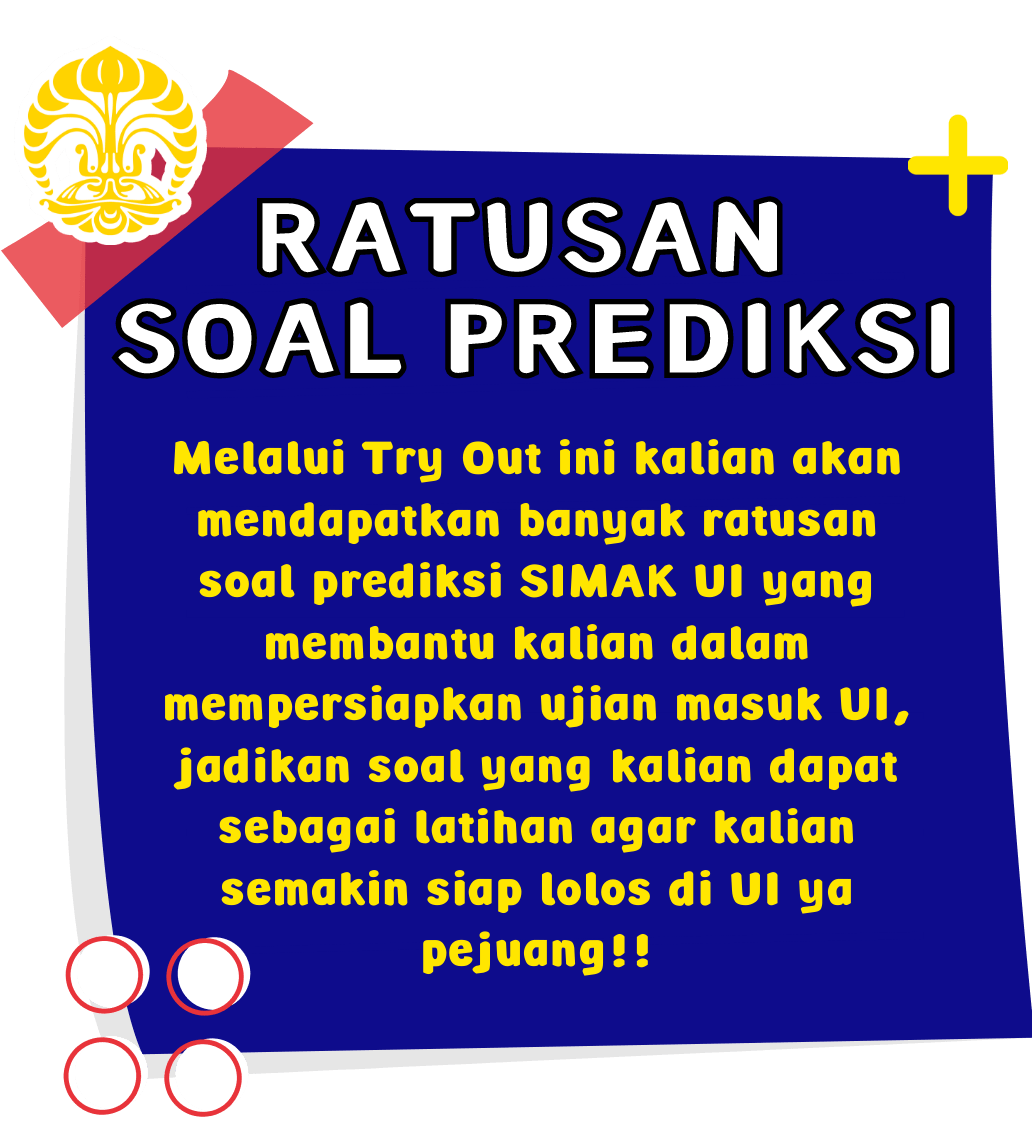 RATUSAN
SOAL PREDIKSI
Melalui Try Out ini kalian akan
mendapatkan banyak ratusan
soal prediksi SIMAK UI yang
membantu kalian dalam
mempersiapkan ujian masuk UI,
jadikan soal yang kalian dapat
sebagai latihan agar kalian
semakin siap lolos di UI ya
pejuang!!